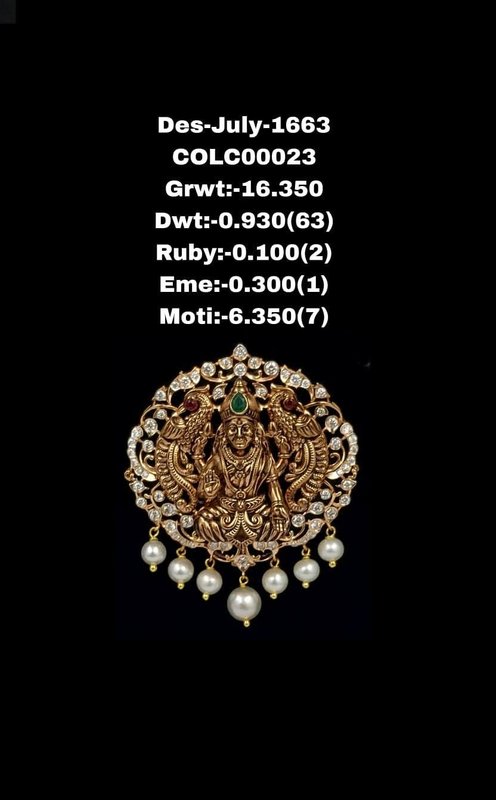 Des-July-1663
COLC00023
Grwt:-16.350
Dwt:-0.930(63)
Ruby:-0.100(2)
Eme:-0.300(1)
Moti:-6.350(7)